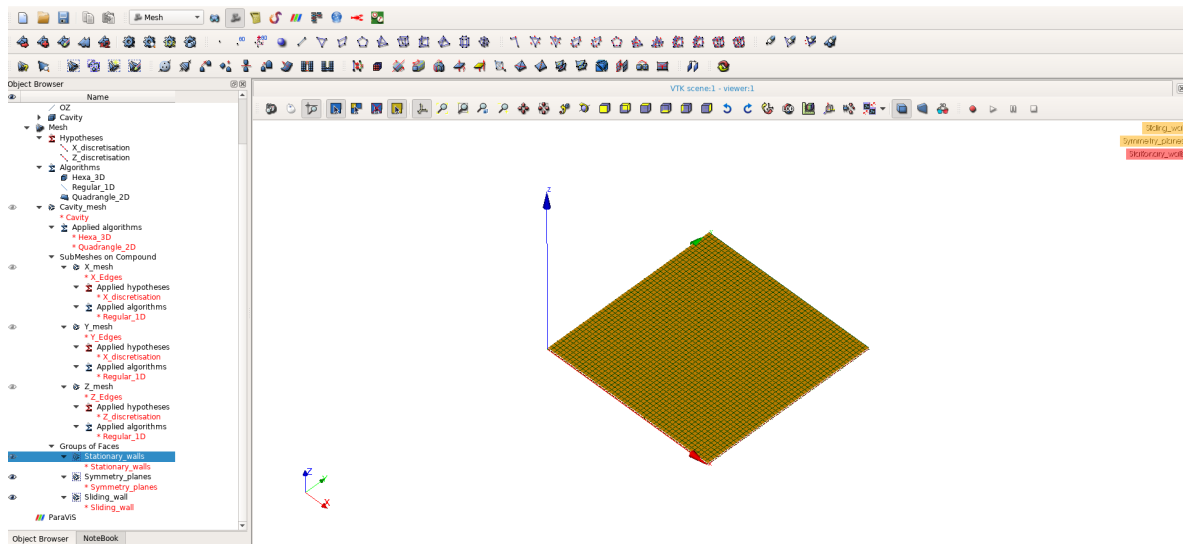 Mesh
Object Browser
VTK scene:1 - viewer:1
Name
OZ
Cavity
Mesh
Hypotheses
X_discretisation
Z_discretisation
Algorithms
Hexa_3D
Regular_1D
Quadrangle_2D
Cavity_mesh
* Cavity
Applied algorithms
* Hexa_3D
* Quadrangle_2D
SubMeshes on Compound
X_mesh
* X_Edges
Applied hypotheses
* X_discretisation
Applied algorithms
* Regular_1D
Y_mesh
* Y_Edges
Applied hypotheses
* X_discretisation
Applied algorithms
* Regular_1D
Z_mesh
* Z_Edges
Applied hypotheses
* Z_discretisation
Applied algorithms
* Regular_1D
Groups of Faces
Stationary_walls
* Stationary_walls
Symmetry_planes
* Symmetry_planes
Sliding_wall
* Sliding_wall
ParaViS
Object Browser NoteBook
Sliding_wa
Symmetry_planes
Stationary_wall
Z
Z
Y
X